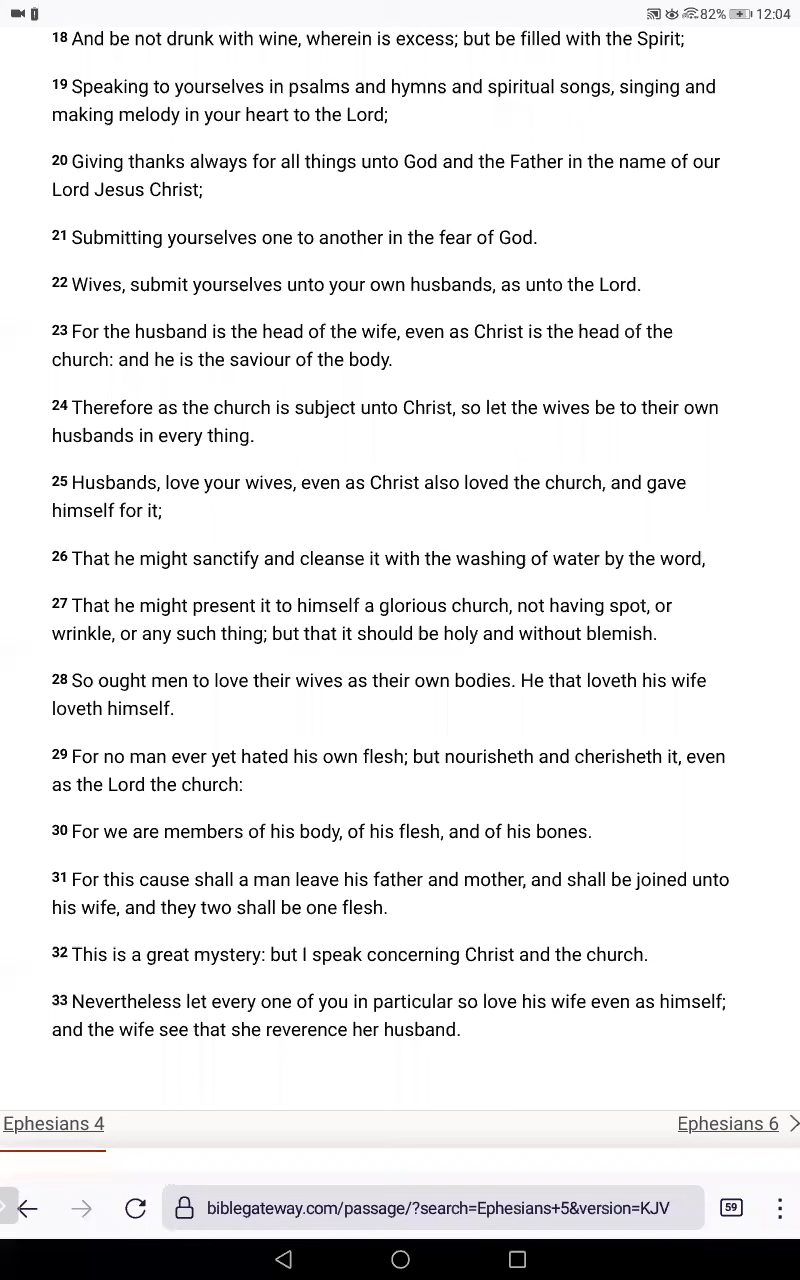 82% 12:04
18 And be not drunk with wine, wherein is excess; but be filled with the Spirit;
19 Speaking to yourselves in psalms and hymns and spiritual songs, singing and
making melody in your heart to the Lord;
20 Giving thanks always for all things unto God and the Father in the name of our
Lord Jesus Christ;
21 Submitting yourselves one to another in the fear of God.
22 Wives, submit yourselves unto your own husbands, as unto the Lord.
23 For the husband is the head of the wife, even as Christ is the head of the
church: and he is the saviour of the body.
24 Therefore as the church is subject unto Christ, so let the wives be to their own
husbands in every thing.
25 Husbands, love your wives, even as Christ also loved the church, and gave
himself for it;
26 That he might sanctify and cleanse it with the washing of water by the word,
27 That he might present it to himself a glorious church, not having spot, or
wrinkle, or any such thing; but that it should be holy and without blemish.
28 So ought men to love their wives as their own bodies. He that loveth his wife
loveth himself.
29 For no man ever yet hated his own flesh; but nourisheth and cherisheth it, even
as the Lord the church:
30 For we are members of his body, of his flesh, and of his bones.
31 For this cause shall a man leave his father and mother, and shall be joined unto
his wife, and they two shall be one flesh.
32 This is a great mystery: but I speak concerning Christ and the church.
33 Nevertheless let every one of you in particular so love his wife even as himself;
and the wife see that she reverence her husband.
Ephesians 4 Ephesians 6
biblegateway.com/passage/?search=Ephesians+5&version=KJV 59